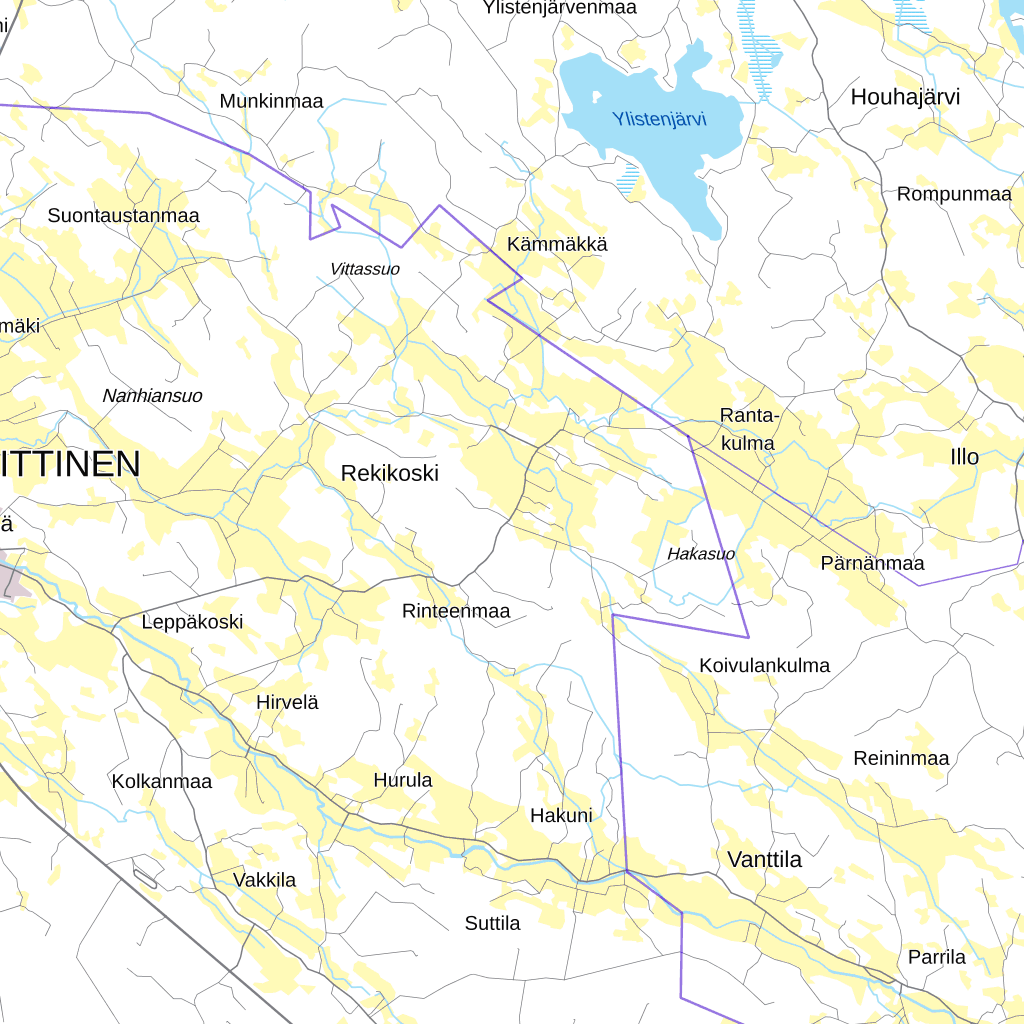 Ylistenjärvenmaa
Munkinmaa
Houhajärvi
Ylistenjärvi
Rompunmaa
Suontaustanmaa
Kämmäkkä
Vittassuo
mäki
Nanhiansuo
Ranta-
kulma
Illo
ITTINEN
Rekikoski
ä
Hakasuo
Pärnänmaa
Rinteenmaa
Leppäkoski
Koivulankulma
Hirvelä
Reininmaa
Kolkanmaa
Hurula
Hakuni
Vanttila
Vakkila
Suttila
Parrila